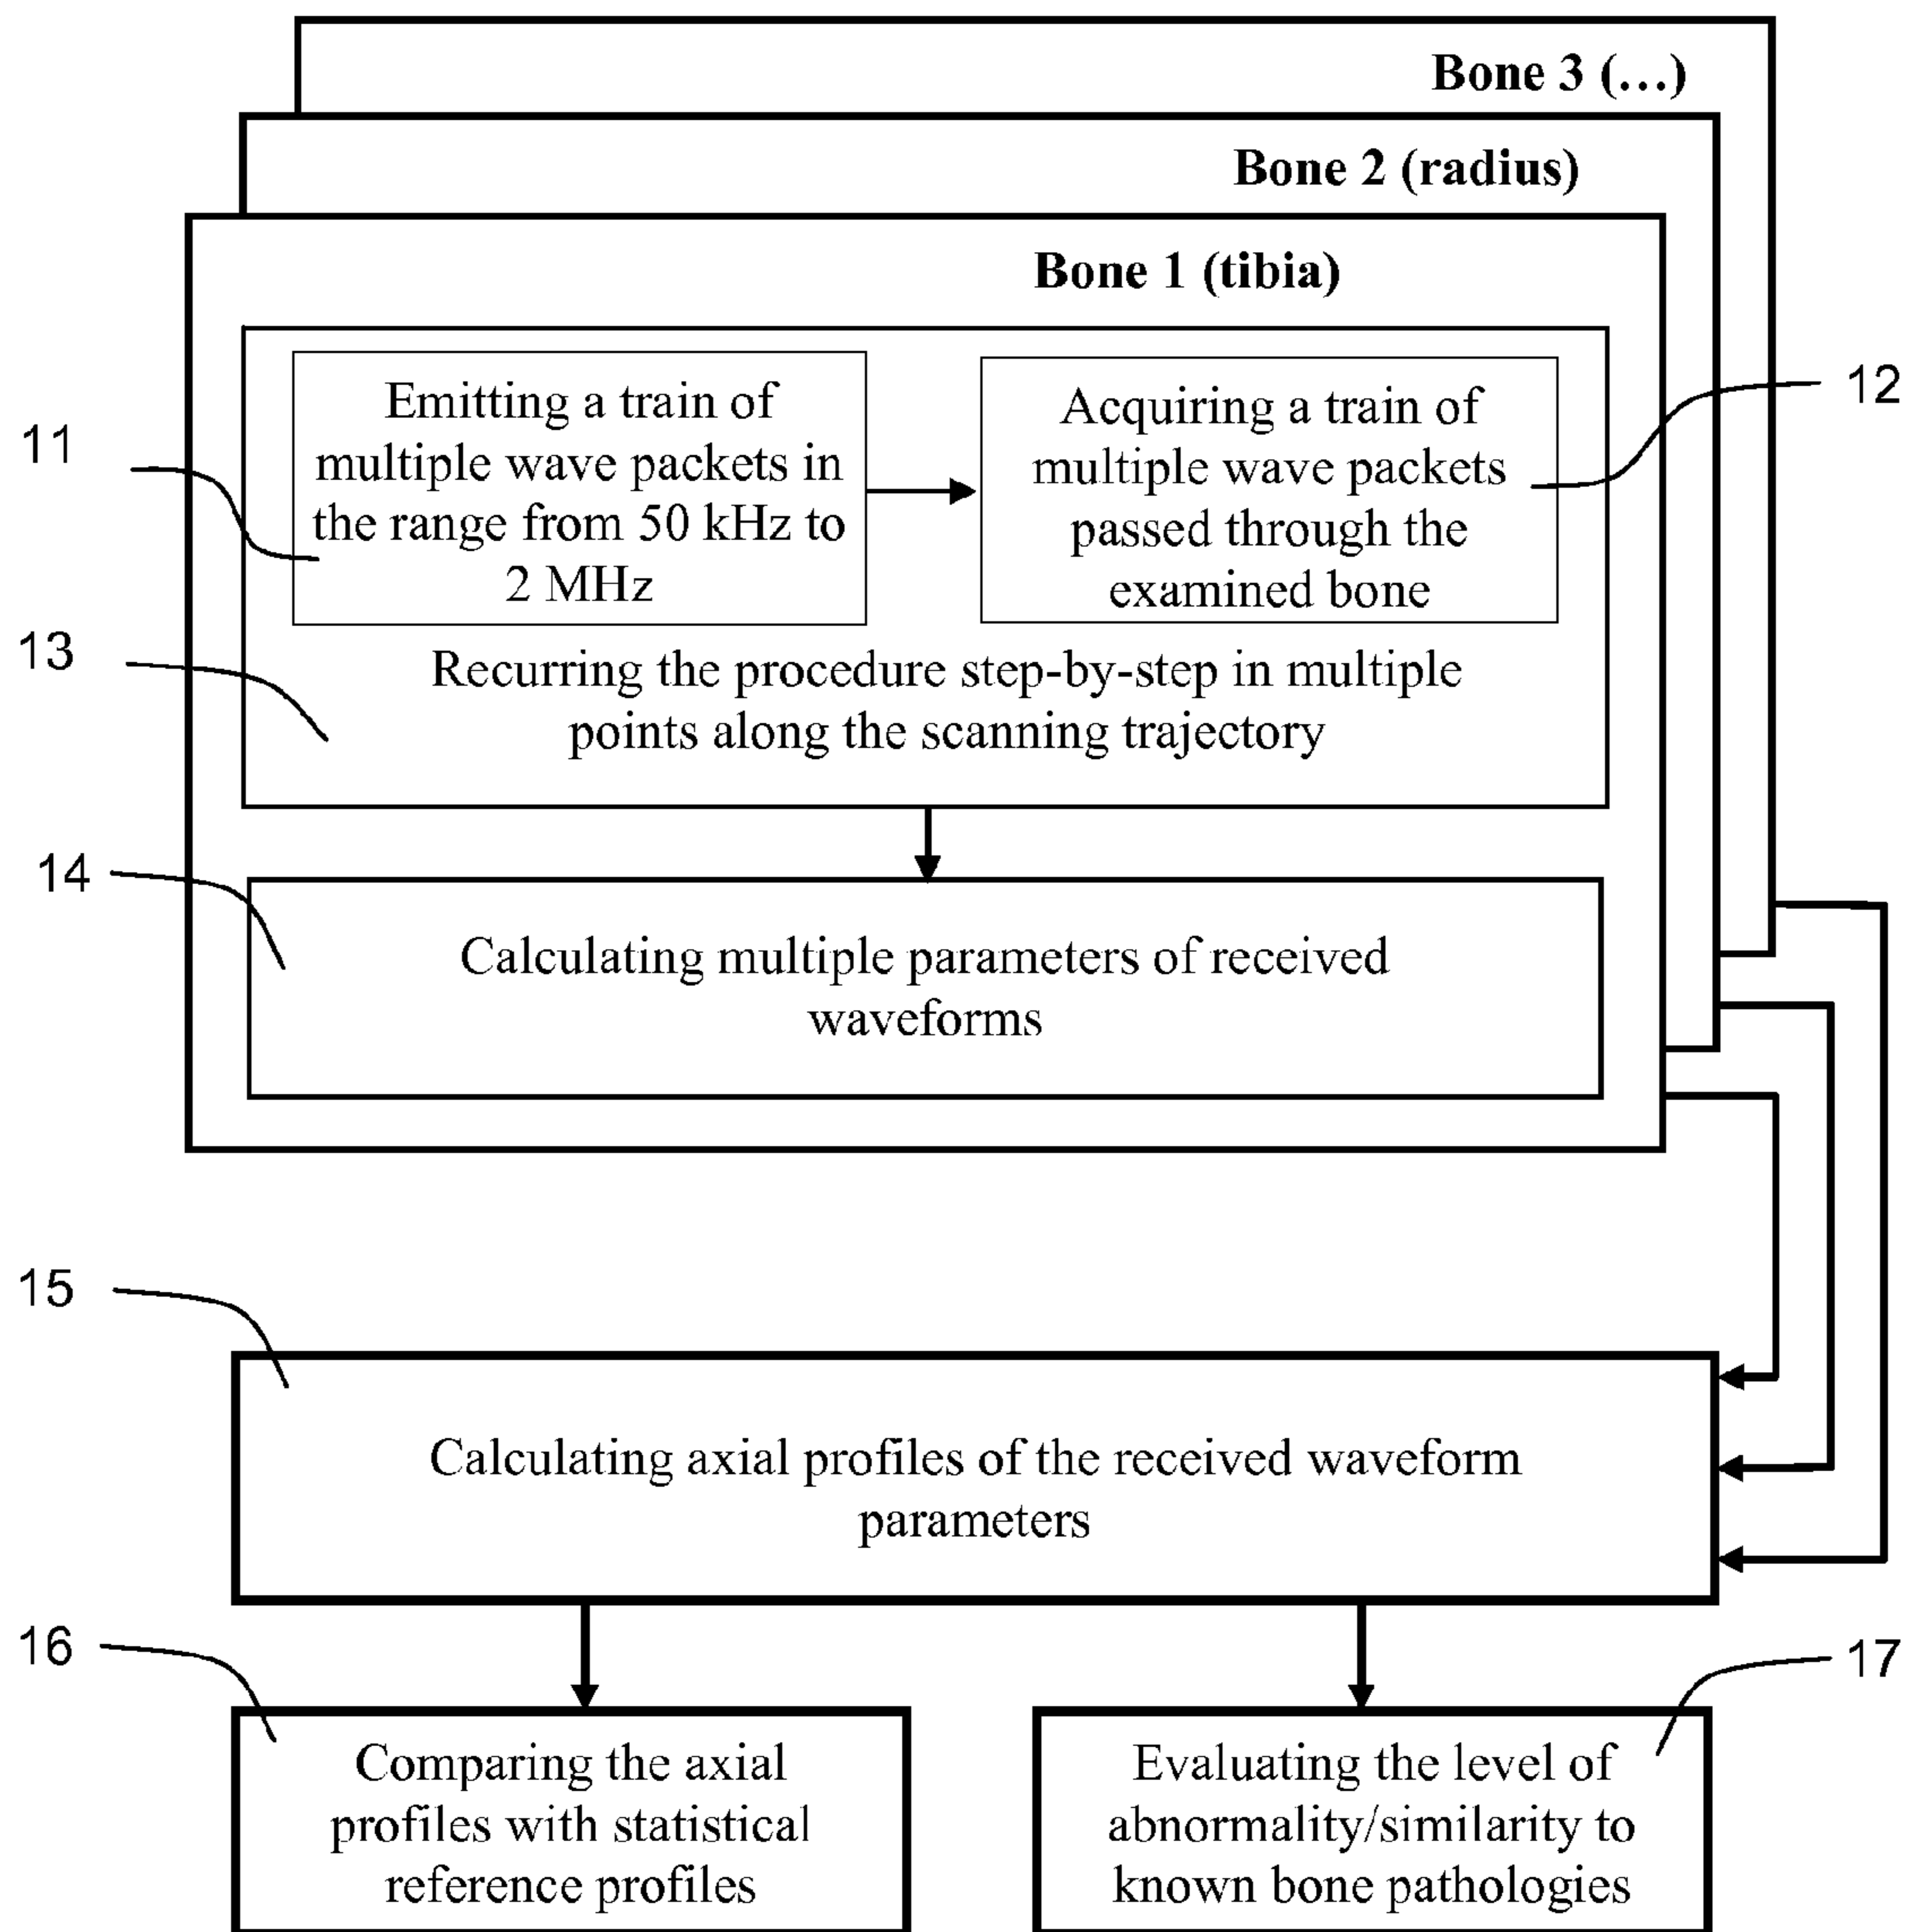 Bone 3 (…)
Bone 2 (radius)
Bone 1 (tibia)
Emitting a train of
multiple wave packets in
the range from 50 kHz to
2 MHz
Acquiring a train of
multiple wave packets
passed through the
examined bone
12
11
13
Recurring the procedure step-by-step in multiple
points along the scanning trajectory
14
Calculating multiple parameters of received
waveforms
15
Calculating axial profiles of the received waveform
parameters
16
17
Comparing the axial
profiles with statistical
reference profiles
Evaluating the level of
abnormality/similarity to
known bone pathologies